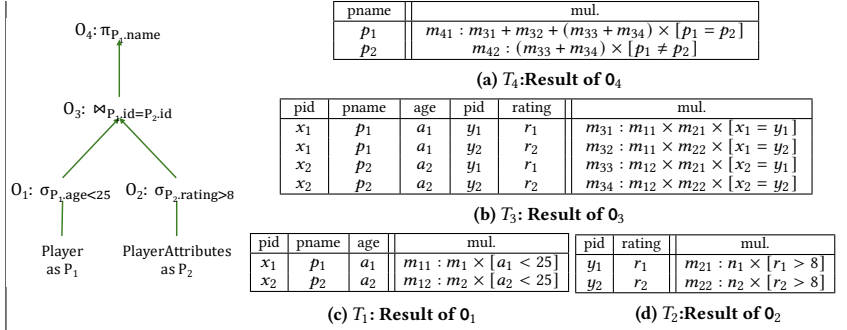 O₄: π_P₁.name
O₃: ⋈_P₁.id=P₂.id
O₁: σ_P₁.age<25
O₂: σ_P₂.rating>8
Player
as P₁
PlayerAttributes
as P₂
pname mul.
p₁ m₄₁ : m₃₁ + m₃₂ + (m₃₃ + m₃₄) × [p₁ = p₂]
p₂ m₄₂ : (m₃₃ + m₃₄) × [p₁ ≠ p₂]
(a) T₄:Result of O₄
pid pname age pid rating mul.
x₁ p₁ a₁ y₁ r₁ m₃₁ : m₁₁ × m₂₁ × [x₁ = y₁]
x₁ p₁ a₁ y₂ r₂ m₃₂ : m₁₁ × m₂₂ × [x₁ = y₂]
x₂ p₂ a₂ y₁ r₁ m₃₃ : m₁₂ × m₂₁ × [x₂ = y₁]
x₂ p₂ a₂ y₂ r₂ m₃₄ : m₁₂ × m₂₂ × [x₂ = y₂]
(b) T₃: Result of O₃
pid pname age mul.
x₁ p₁ a₁ m₁₁ : m₁ × [a₁ < 25]
x₂ p₂ a₂ m₁₂ : m₂ × [a₂ < 25]
(c) T₁: Result of O₁
pid rating mul.
y₁ r₁ m₂₁ : n₁ × [r₁ > 8]
y₂ r₂ m₂₂ : n₂ × [r₂ > 8]
(d) T₂:Result of O₂